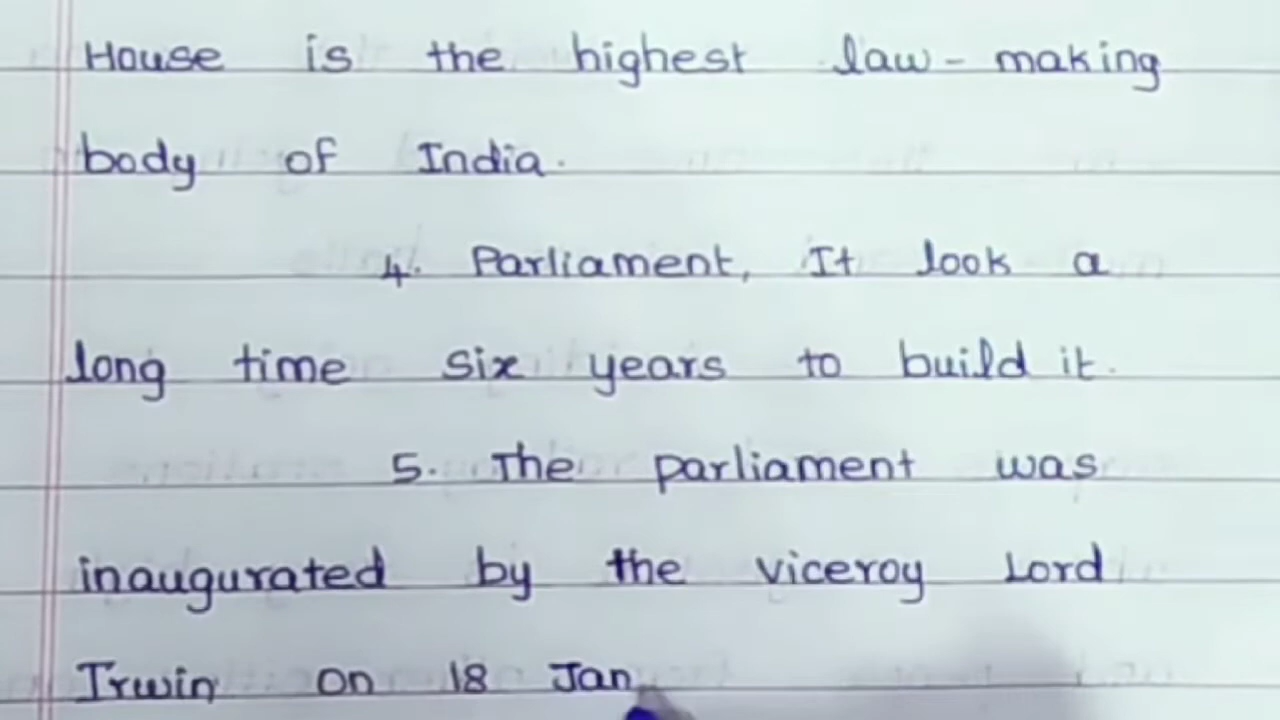 House is the highest law-making
body of India.
4. Parliament, It look a
long time six years to build it.
5. The parliament was
inaugurated by the viceroy Lord
Irwin on 18 Jan